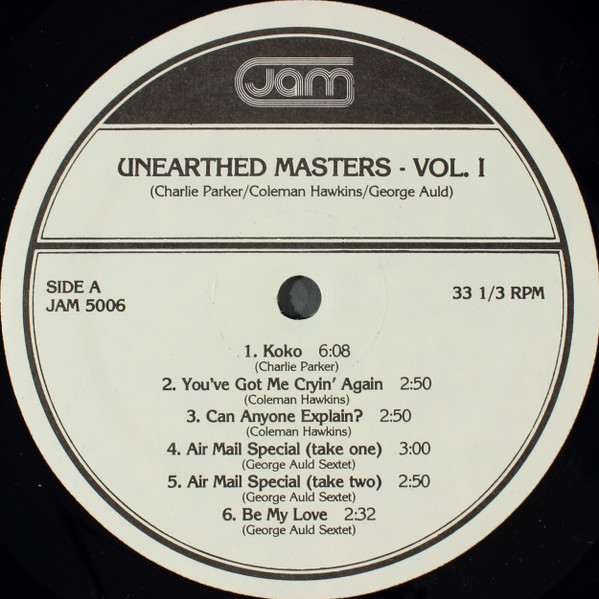 Jam
UNEARTHED MASTERS - VOL. I
(Charlie Parker/Coleman Hawkins/George Auld)
SIDE A
JAM 5006
33 1/3 RPM
1. Koko 6:08
(Charlie Parker)
2. You've Got Me Cryin' Again 2:50
(Coleman Hawkins)
3. Can Anyone Explain? 2:50
(Coleman Hawkins)
4. Air Mail Special (take one) 3:00
(George Auld Sextet)
5. Air Mail Special (take two) 2:50
(George Auld Sextet)
6. Be My Love 2:32
(George Auld Sextet)